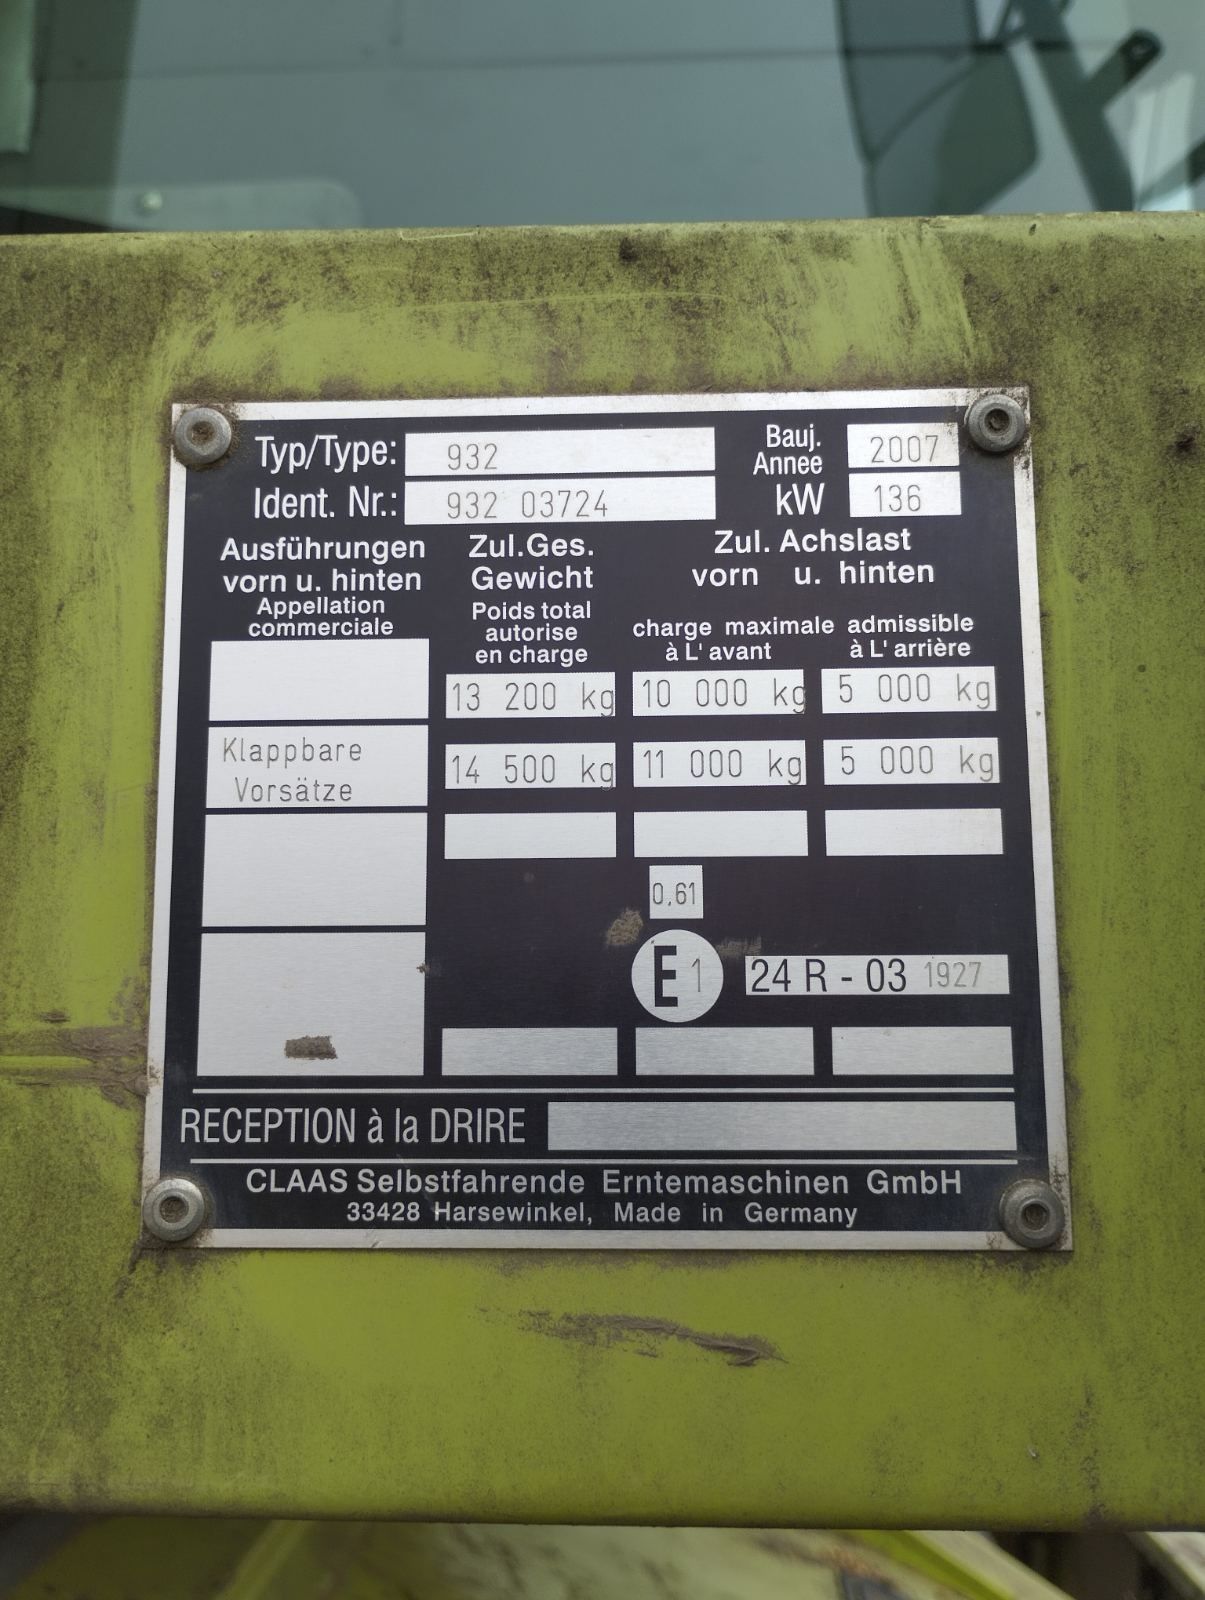 Typ/Type: 932
Bauj. Annee 2007
Ident. Nr.: 932 03724
kW 136
Ausführungen vorn u. hinten
Appellation commerciale
Zul.Ges. Gewicht
Poids total autorise en charge
Zul. Achslast
vorn u. hinten
charge maximale admissible
à L' avant à L' arrière
13 200 kg 10 000 kg 5 000 kg
Klappbare Vorsätze 14 500 kg 11 000 kg 5 000 kg
0,61
E 1 24 R - 03 1927
RECEPTION à la DRIRE
CLAAS Selbstfahrende Erntemaschinen GmbH
33428 Harsewinkel, Made in Germany